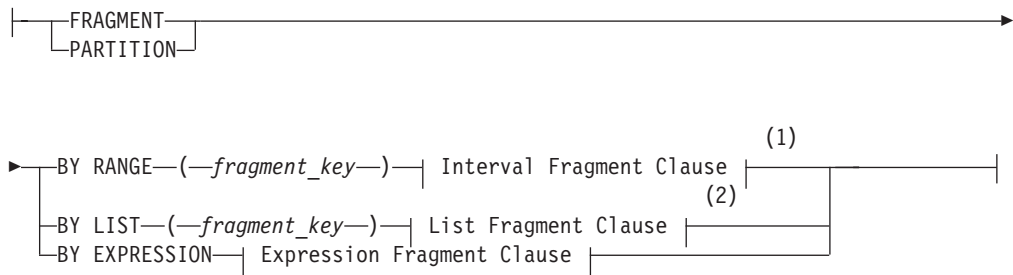 FRAGMENT
PARTITION
(1)
BY RANGE ( fragment_key ) Interval Fragment Clause
(2)
BY LIST ( fragment_key ) List Fragment Clause
BY EXPRESSION Expression Fragment Clause